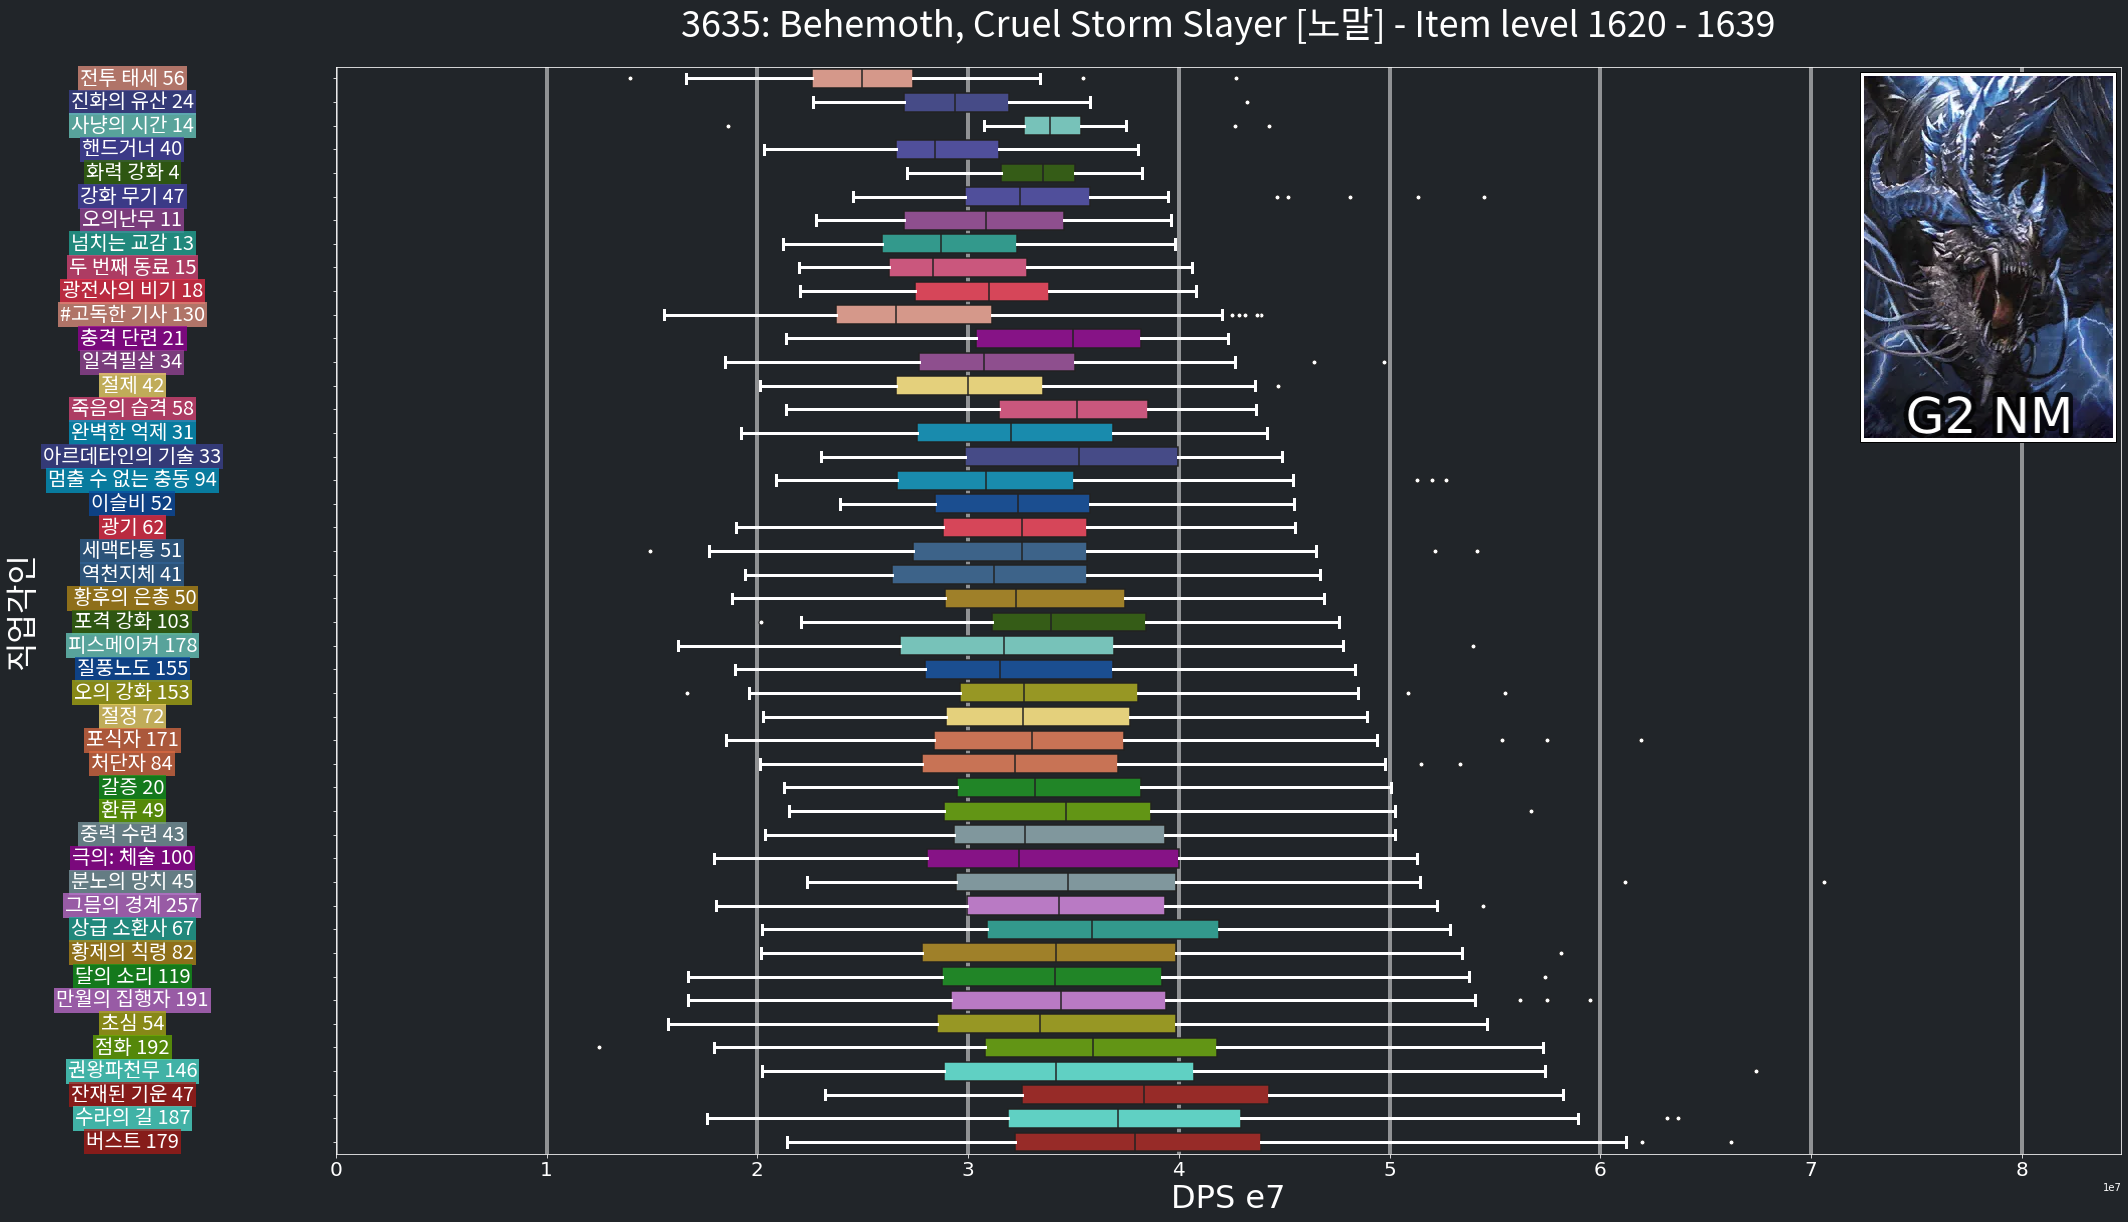 3635: Behemoth, Cruel Storm Slayer [노말] - Item level 1620 - 1639
전투 태세 56
진화의 유산 24
사냥의 시간 14
핸드거너 40
화력 강화 4
강화 무기 47
오의난무 11
넘치는 교감 13
두 번째 동료 15
광전사의 비기 18
#고독한 기사 130
충격 단련 21
일격필살 34
절제 42
죽음의 습격 58
완벽한 억제 31
아르데타인의 기술 33
멈출 수 없는 충동 94
이슬비 52
광기 62
세맥타통 51
역천지체 41
황후의 은총 50
포격 강화 103
피스메이커 178
질풍노도 155
오의 강화 153
절정 72
포식자 171
처단자 84
갈증 20
환류 49
중력 수련 43
극의: 체술 100
분노의 망치 45
그믐의 경계 257
상급 소환사 67
황제의 칙령 82
달의 소리 119
만월의 집행자 191
초심 54
점화 192
권왕파천무 146
잔재된 기운 47
수라의 길 187
버스트 179
직업각인
G2 NM
0 1 2 3 4 5 6 7 8
DPS e7
1e7